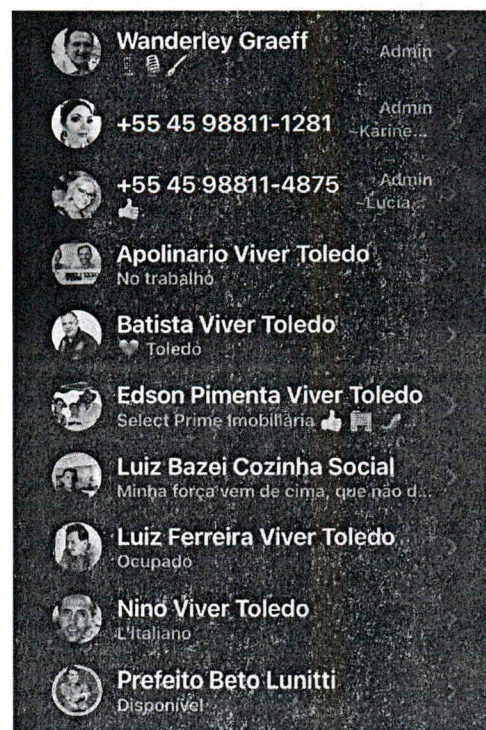 Wanderley Graeff
Admin
+55 45 98811-1281
Admin
~Karine...
+55 45 98811-4875
Admin
~Lucia...
Apolinario Viver Toledo
No trabalho
Batista Viver Toledo
Toledo
Edson Pimenta Viver Toledo
Select Prime Imobiliária
Luiz Bazei Cozinha Social
Minha força vem de cima, que não d...
Luiz Ferreira Viver Toledo
Ocupado
Nino Viver Toledo
L'Italiano
Prefeito Beto Lunitti
Disponível